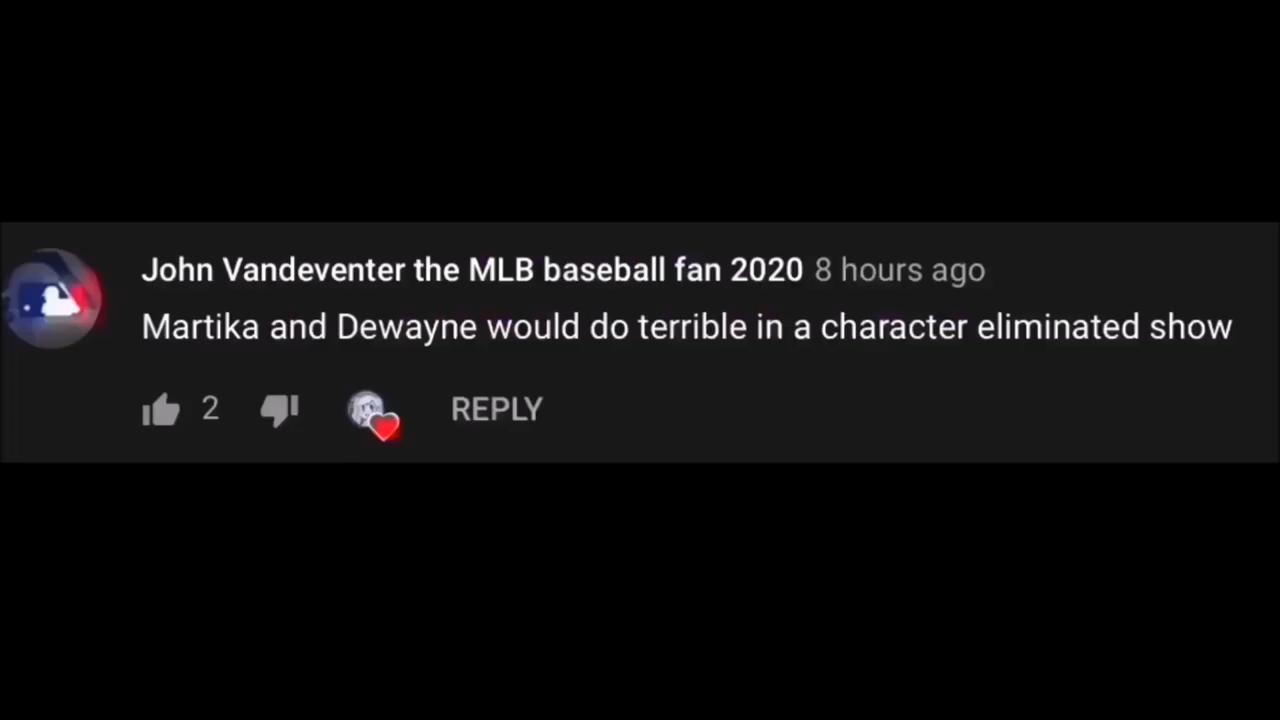 John Vandeventer the MLB baseball fan 2020 8 hours ago
Martika and Dewayne would do terrible in a character eliminated show
2 REPLY